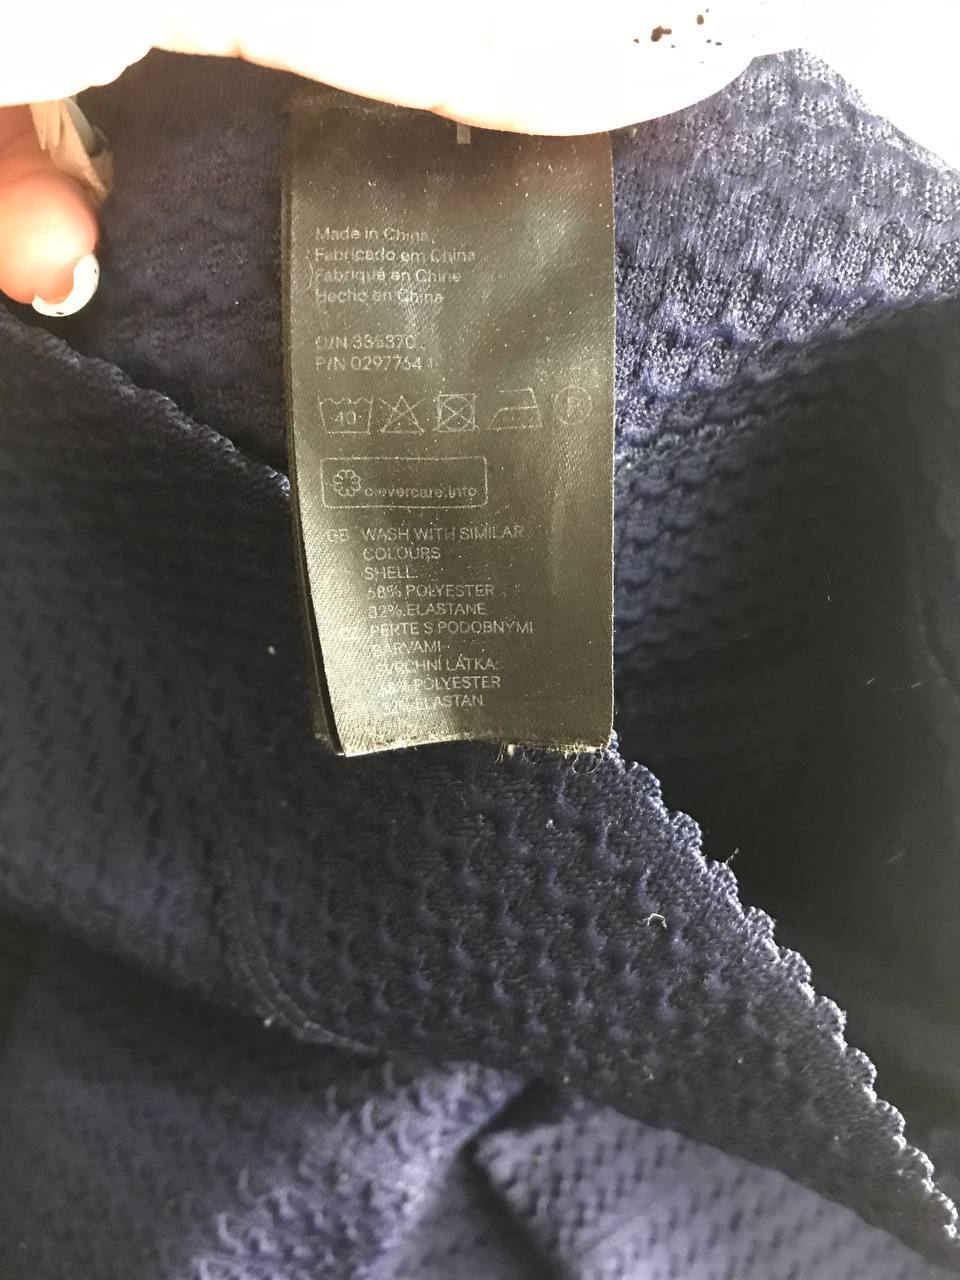 Made in China,
Fabricado em China
Fabriqué en Chine
Hecho en China
O/N 336370
P/N 0297754
40
clevercare.info
GB WASH WITH SIMILAR
COLOURS
SHELL:
68% POLYESTER
32% ELASTANE
PERTE S PODOBNÝMI
BARVAMI
LÁTKA:
POLYESTER
ELASTAN